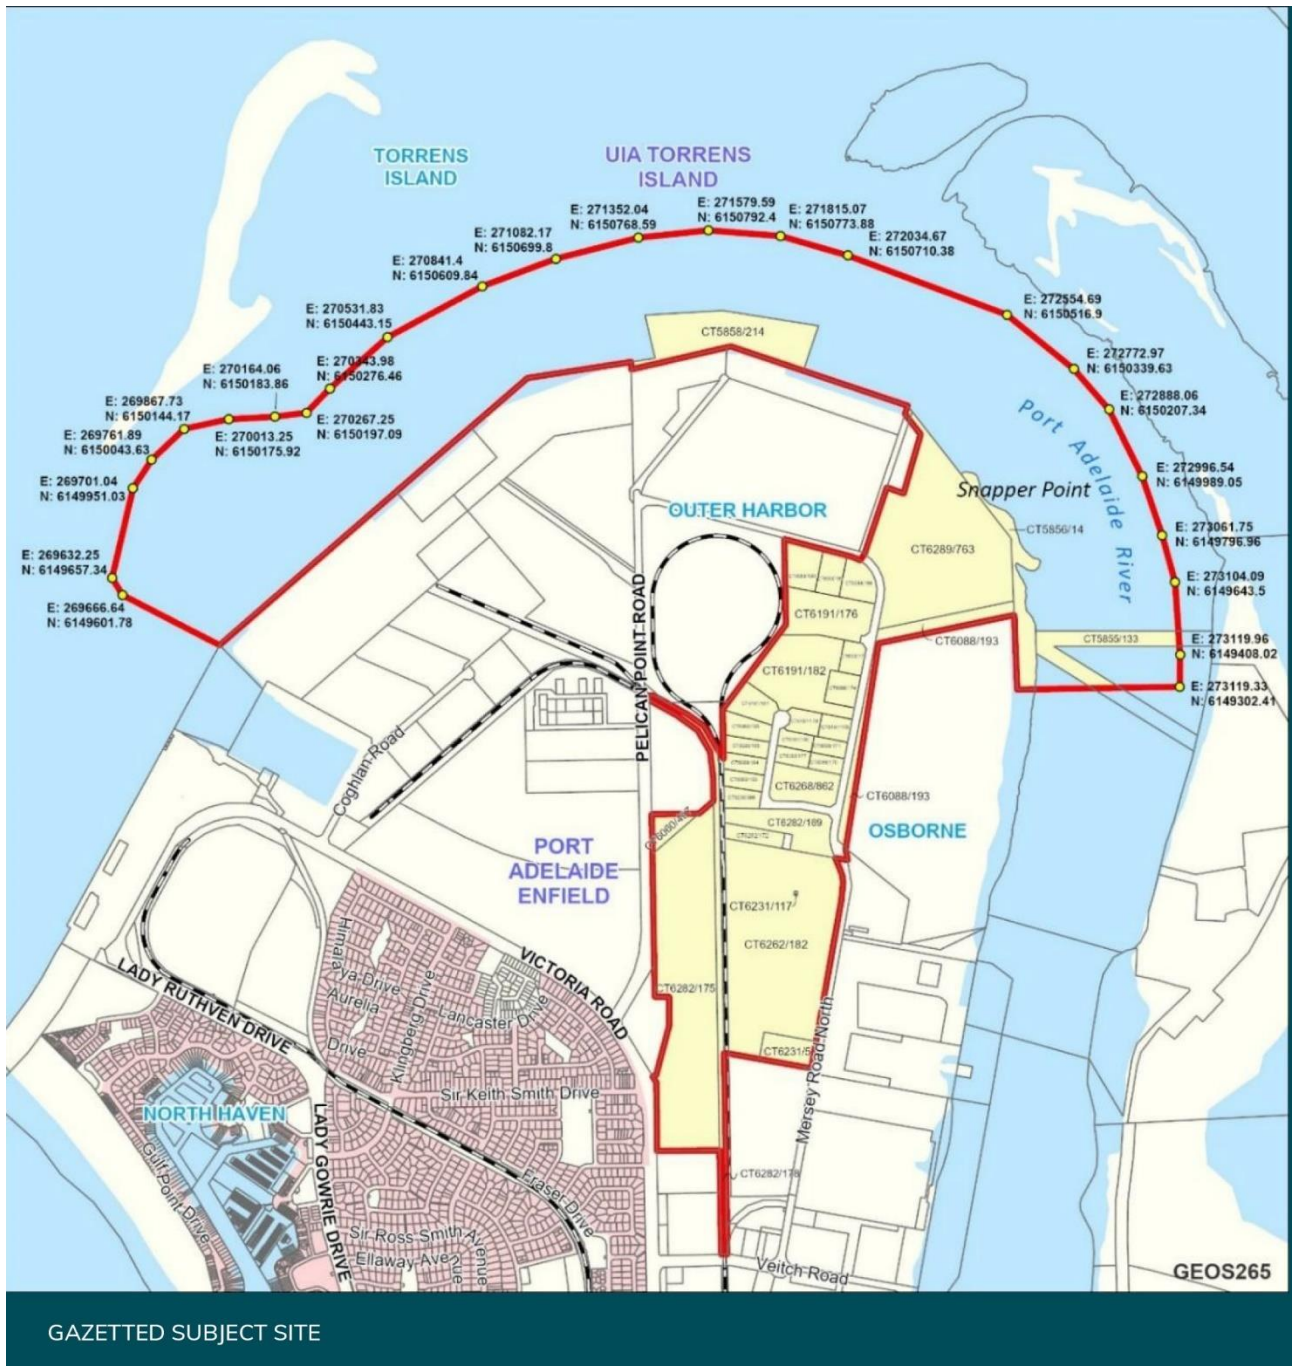 TORRENS
ISLAND
UIA TORRENS
ISLAND
E: 271579.59
N: 6150792.4
E: 271352.04
N: 6150768.59
E: 271815.07
N: 6150773.88
E: 271082.17
N: 6150699.8
E: 272034.67
N: 6150710.38
E: 270841.4
N: 6150609.84
E: 270531.83
N: 6150443.15
E: 272554.69
N: 6150516.9
CT5858/214
E: 270343.98
N: 6150276.46
E: 272772.97
N: 6150339.63
E: 270164.06
N: 6150183.86
E: 272888.06
N: 6150207.34
E: 269867.73
N: 6150144.17
E: 270267.25
N: 6150197.09
E: 270013.25
N: 6150175.92
E: 269761.89
N: 6150043.63
Port Adelaide River
E: 272996.54
N: 6149989.05
E: 269701.04
N: 6149951.03
Snapper Point
OUTER HARBOR
CT5856/14
E: 273061.75
N: 6149796.96
CT6289/763
E: 269632.25
N: 6149657.34
E: 273104.09
N: 6149643.5
E: 269666.64
N: 6149601.78
CT6191/176
CT6088/193
CT5855/133
E: 273119.96
N: 6149408.02
PELICAN POINT ROAD
CT6191/182
E: 273119.33
N: 6149302.41
Coghlan Road
CT6268/862
CT6088/193
CT6282/169
OSBORNE
PORT
ADELAIDE
ENFIELD
CT6231/117
CT6262/182
Himalaya Drive
VICTORIA ROAD
LADY RUTHVEN DRIVE
Aurelia
Drive
Klingberg Drive
Lancaster Drive
CT6282/175
CT6231/5
Mersey Road North
Sir Keith Smith Drive
NORTH HAVEN
LADY GOWRIE DRIVE
Gulf Point Drive
Fraser Drive
CT6282/178
Sir Ross Smith Avenue
Ellaway Avenue
Veitch Road
GEOS265
GAZETTED SUBJECT SITE